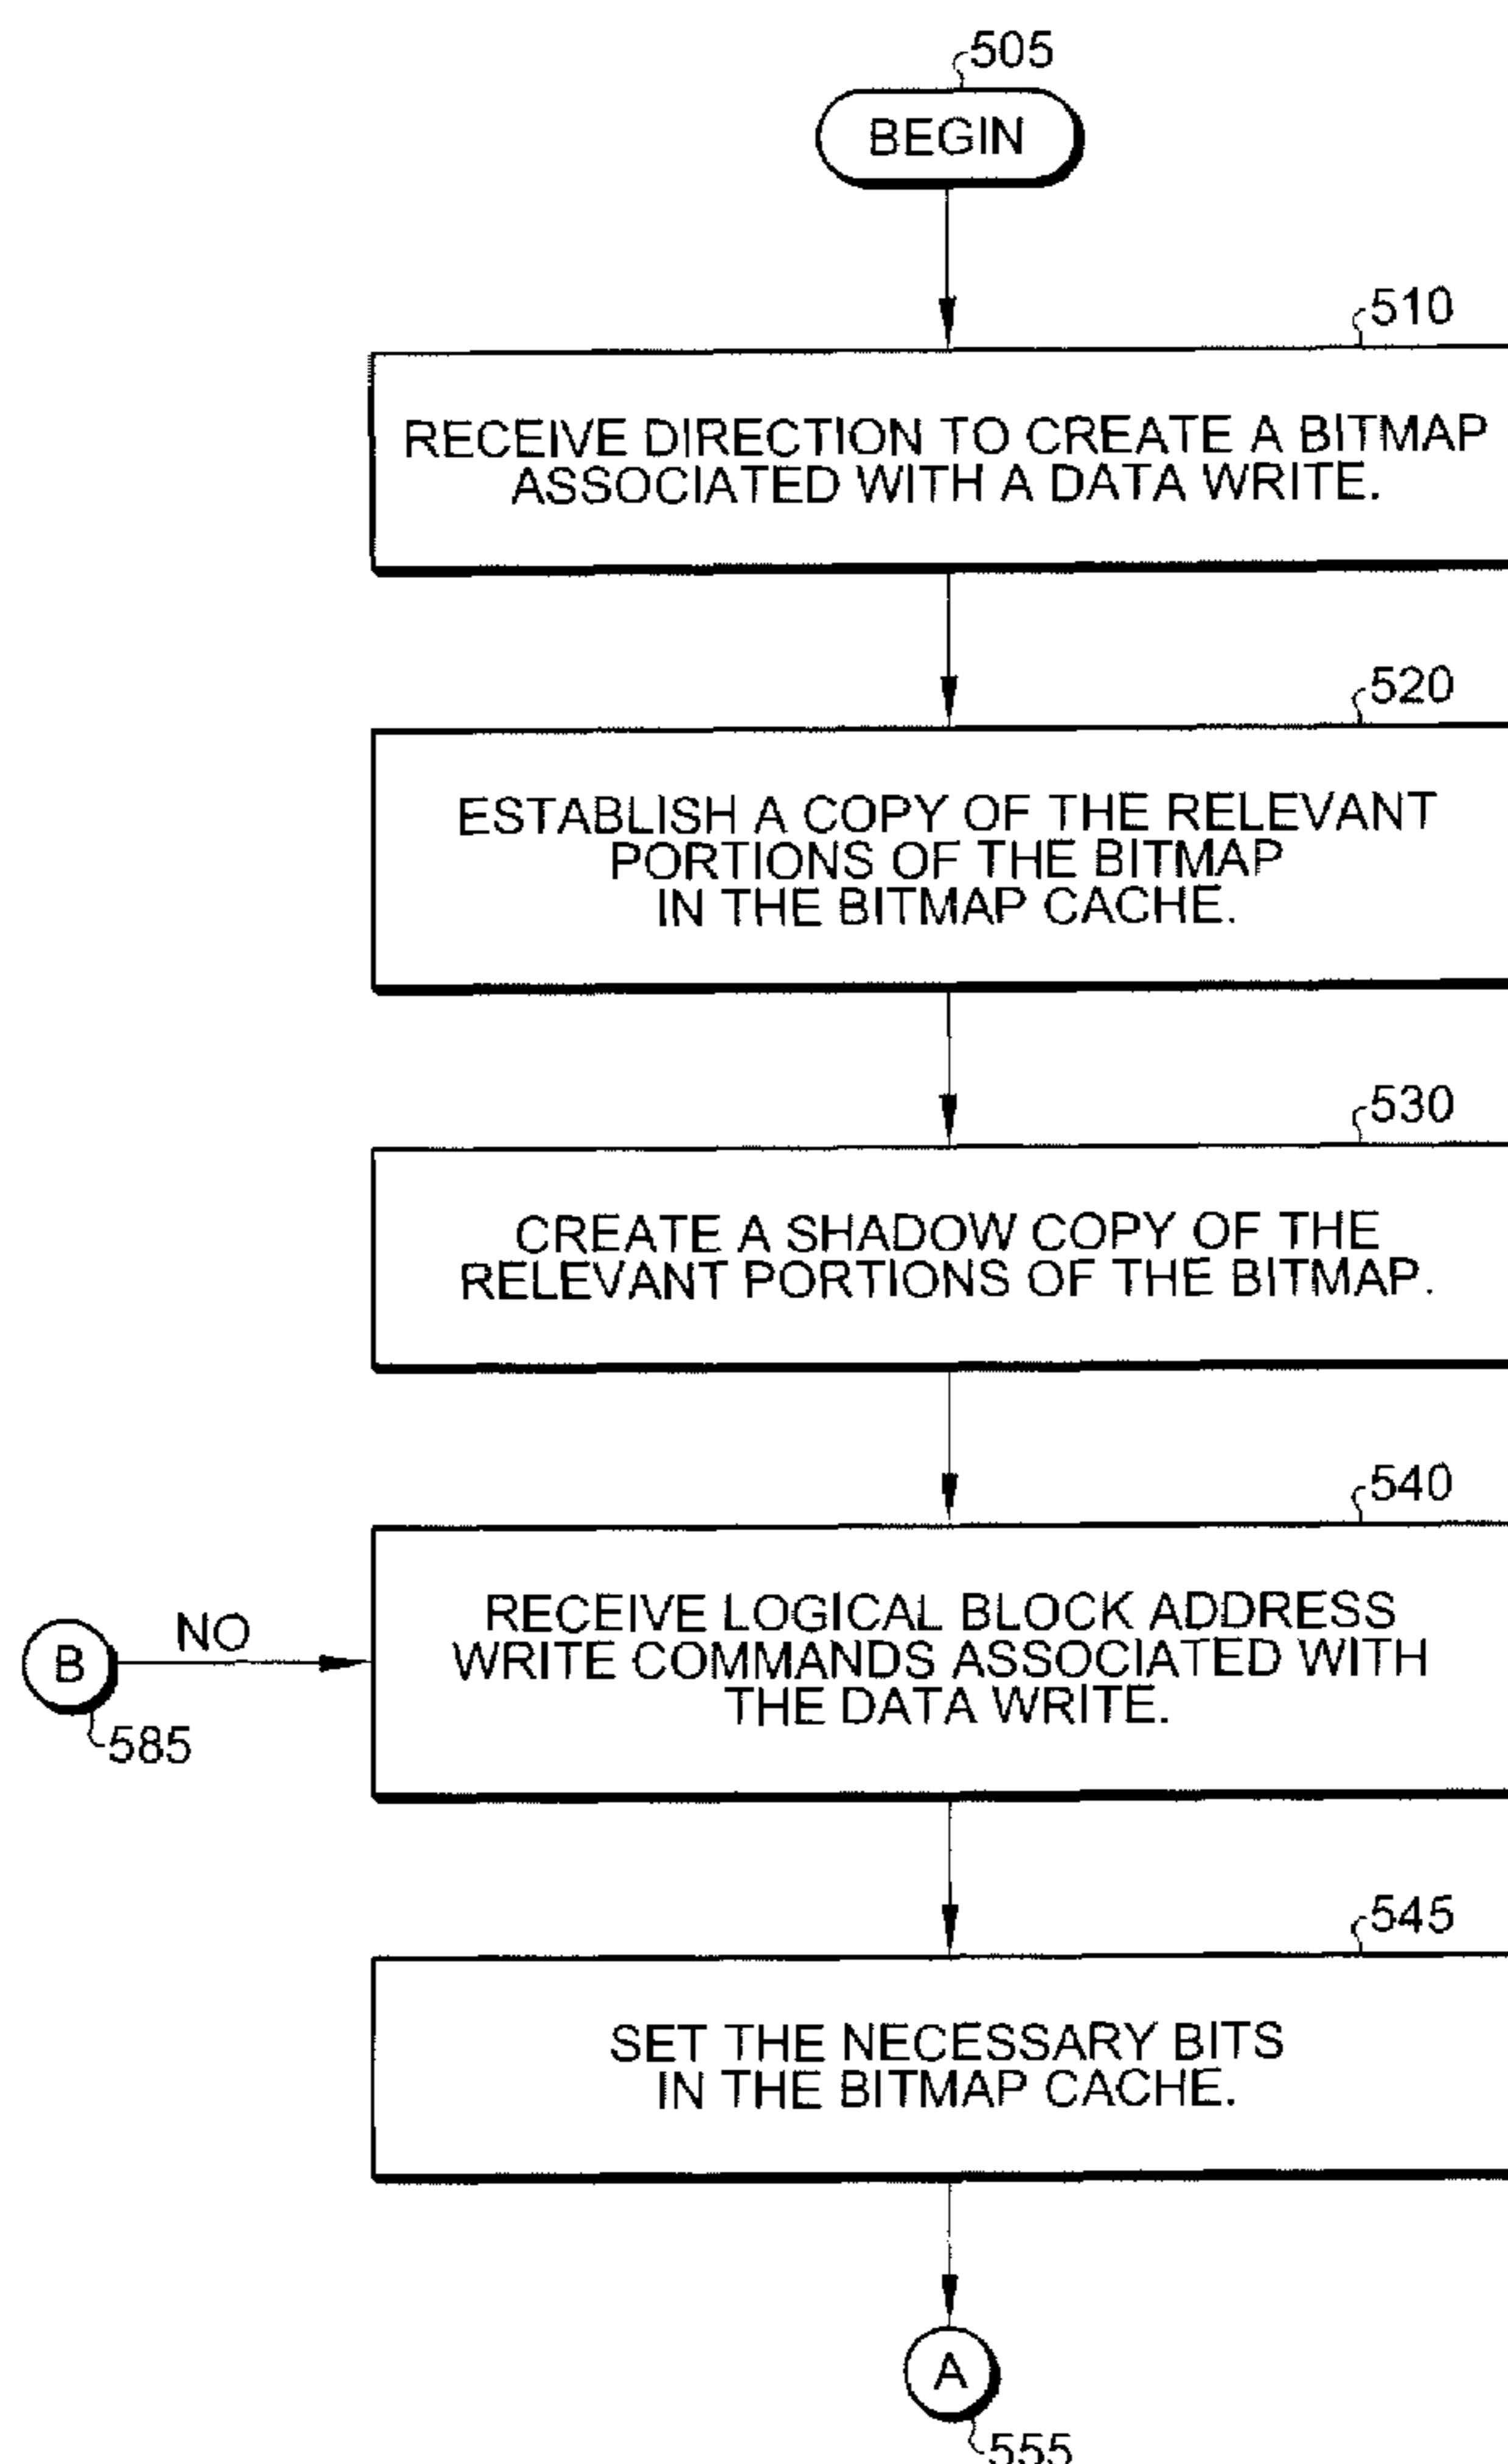 505
BEGIN
510
RECEIVE DIRECTION TO CREATE A BITMAP
ASSOCIATED WITH A DATA WRITE.
520
ESTABLISH A COPY OF THE RELEVANT
PORTIONS OF THE BITMAP
IN THE BITMAP CACHE.
530
CREATE A SHADOW COPY OF THE
RELEVANT PORTIONS OF THE BITMAP.
540
RECEIVE LOGICAL BLOCK ADDRESS
WRITE COMMANDS ASSOCIATED WITH
THE DATA WRITE.
B
NO
585
545
SET THE NECESSARY BITS
IN THE BITMAP CACHE.
A
555